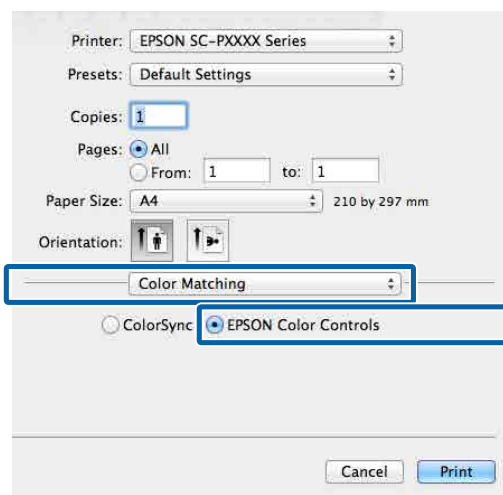 Printer: EPSON SC-PXXXX Series
Presets: Default Settings
Copies: 1
Pages: All
From: 1 to: 1
Paper Size: A4 210 by 297 mm
Orientation:
Color Matching
ColorSync EPSON Color Controls
Cancel Print